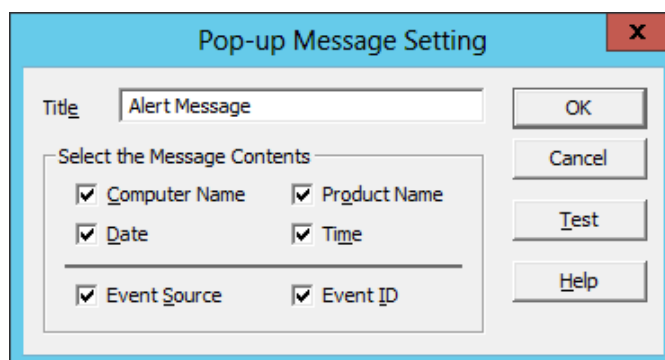 Pop-up Message Setting
x
Title Alert Message
OK
Select the Message Contents
Cancel
Computer Name Product Name
Date Time
Test
Event Source Event ID
Help